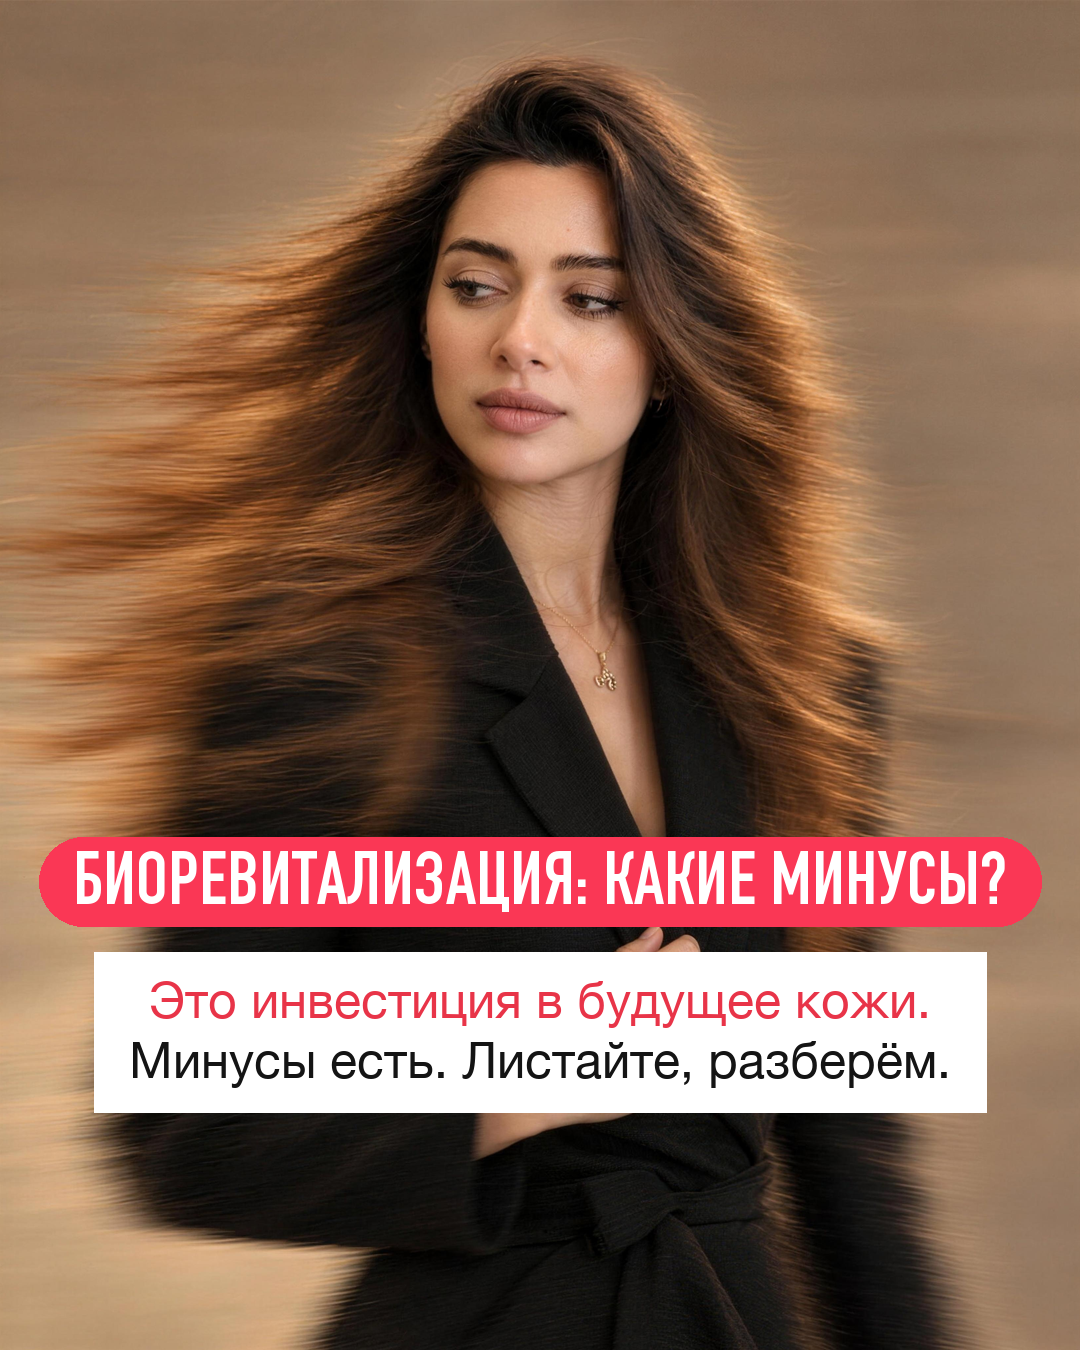 БИОРЕВИТАЛИЗАЦИЯ: КАКИЕ МИНУСЫ?
Это инвестиция в будущее кожи.
Минусы есть. Листайте, разберём.